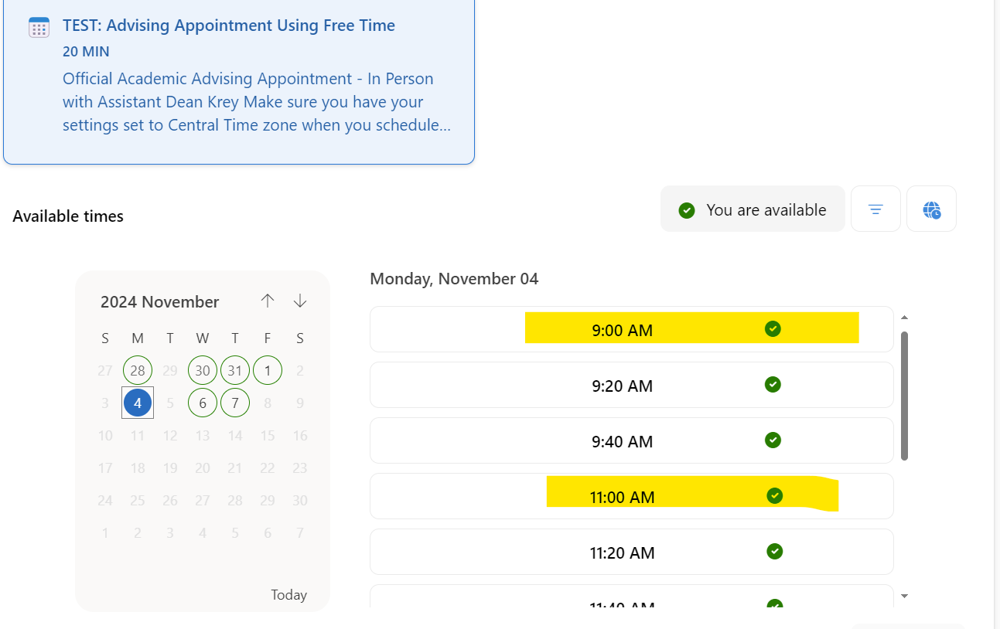 TEST: Advising Appointment Using Free Time
20 MIN
Official Academic Advising Appointment - In Person
with Assistant Dean Krey Make sure you have your
settings set to Central Time zone when you schedule...
Available times
You are available
2024 November
S M T W T F S
27 28 29 30 31 1 2
3 4 5 6 7 8 9
10 11 12 13 14 15 16
17 18 19 20 21 22 23
24 25 26 27 28 29 30
1 2 3 4 5 6 7
Today
Monday, November 04
9:00 AM
9:20 AM
9:40 AM
11:00 AM
11:20 AM
11:40 AM